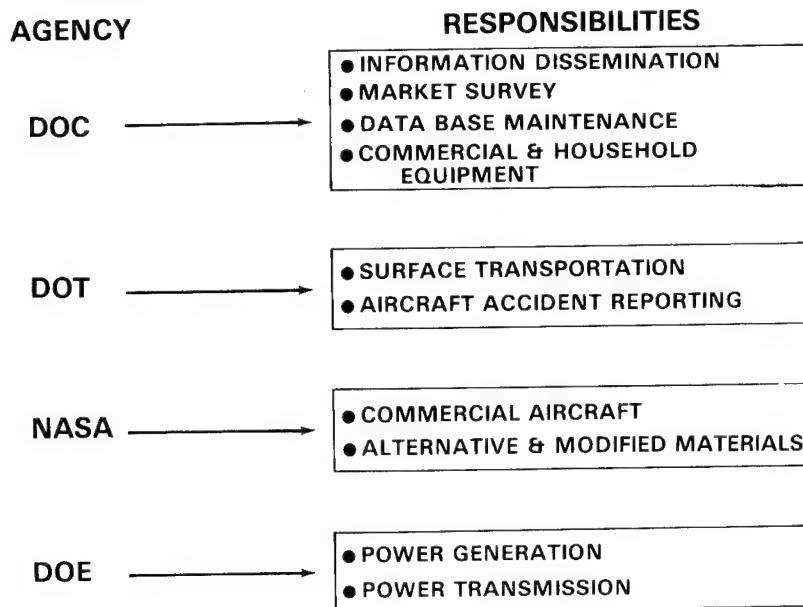 AGENCY
RESPONSIBILITIES
DOC
● INFORMATION DISSEMINATION
● MARKET SURVEY
● DATA BASE MAINTENANCE
● COMMERCIAL & HOUSEHOLD
EQUIPMENT
DOT
● SURFACE TRANSPORTATION
● AIRCRAFT ACCIDENT REPORTING
NASA
● COMMERCIAL AIRCRAFT
● ALTERNATIVE & MODIFIED MATERIALS
DOE
● POWER GENERATION
● POWER TRANSMISSION